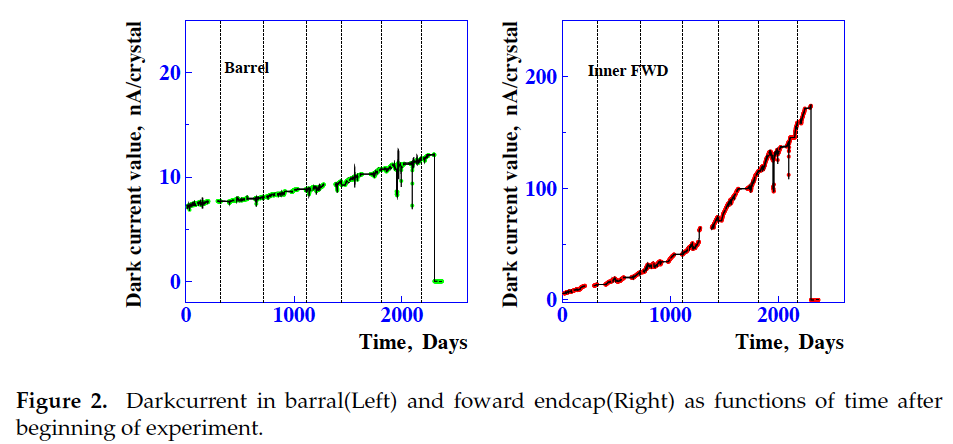 Dark current value, nA/crystal
20
10
0
Barrel
0
1000
2000
Time, Days
Dark current value, nA/crystal
200
100
0
Inner FWD
0
1000
2000
Time, Days
Figure 2. Darkcurrent in barral(Left) and foward endcap(Right) as functions of time after
beginning of experiment.